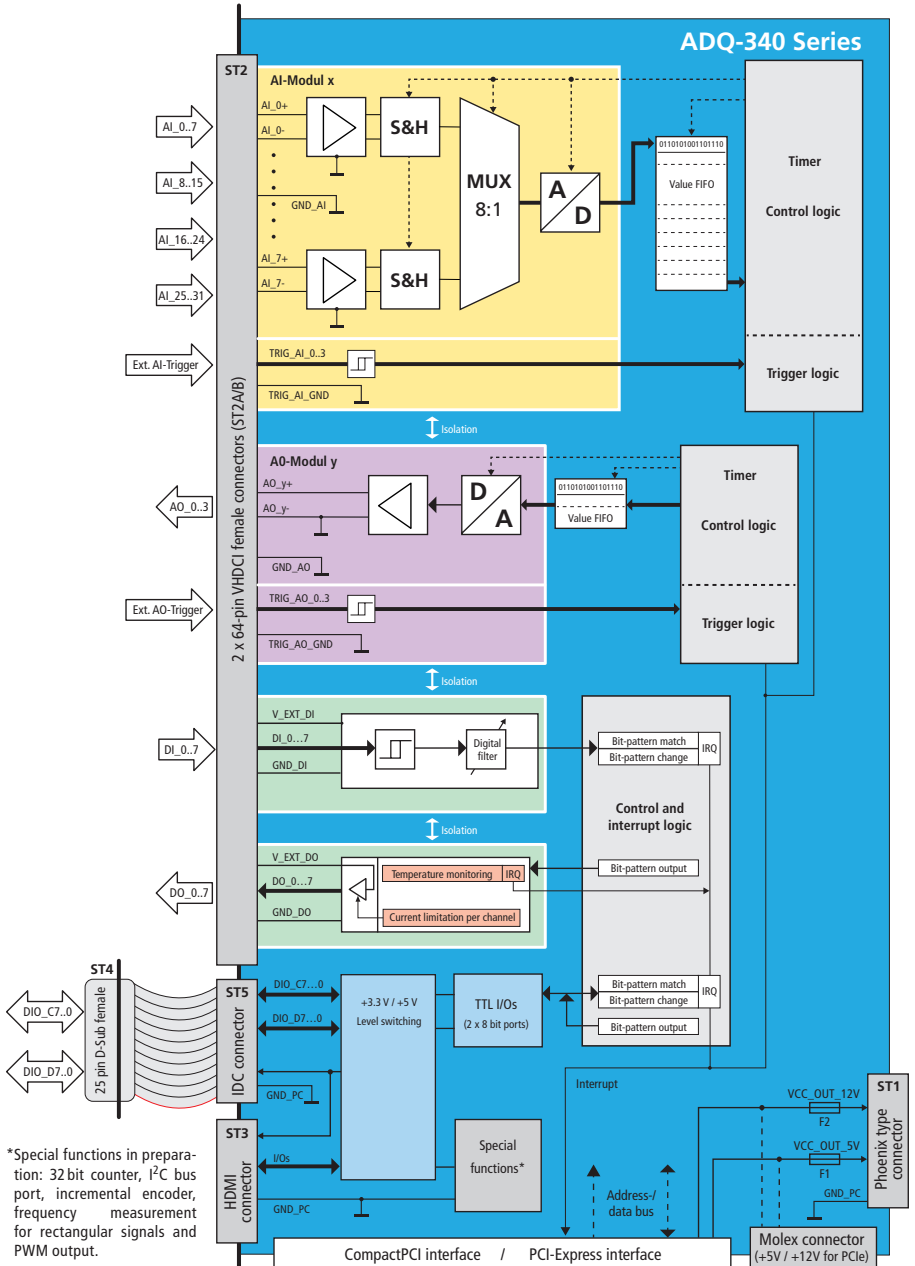 ADQ-340 Series
ST2
2 x 64-pin VHDCI female connectors (ST2A/B)
AI-Modul x
AI_0+
AI_0-
GND_AI
AI_7+
AI_7-
S&H
S&H
MUX
8:1
A
D
0110101001101110
Value FIFO
Timer
Control logic
Trigger logic
AI_0..7
AI_8..15
AI_16..24
AI_25..31
Ext. AI-Trigger
TRIG_AI_0..3
TRIG_AI_GND
Isolation
A0-Modul y
AO_y+
AO_y-
GND_AO
D
A
0110101001101110
Value FIFO
Timer
Control logic
Trigger logic
AO_0..3
Ext. AO-Trigger
TRIG_AO_0..3
TRIG_AO_GND
Isolation
V_EXT_DI
DI_0...7
GND_DI
Digital
filter
DI_0..7
Bit-pattern match
Bit-pattern change
IRQ
Control and
interrupt logic
Isolation
V_EXT_DO
DO_0...7
GND_DO
Temperature monitoring
IRQ
Current limitation per channel
DO_0..7
Bit-pattern output
ST4
25 pin D-Sub female
DIO_C7..0
DIO_D7..0
ST5
IDC connector
DIO_C7...0
DIO_D7...0
GND_PC
+3.3 V / +5 V
Level switching
TTL I/Os
(2 x 8 bit ports)
Bit-pattern match
Bit-pattern change
IRQ
Bit-pattern output
ST3
HDMI
connector
I/Os
GND_PC
Special
functions*
Interrupt
Address-/
data bus
VCC_OUT_12V
F2
VCC_OUT_5V
F1
GND_PC
ST1
Phoenix type
connector
Molex connector
(+5V / +12V for PCIe)
CompactPCI interface / PCI-Express interface
*Special functions in prepara-
tion: 32 bit counter, I²C bus
port, incremental encoder,
frequency measurement
for rectangular signals and
PWM output.